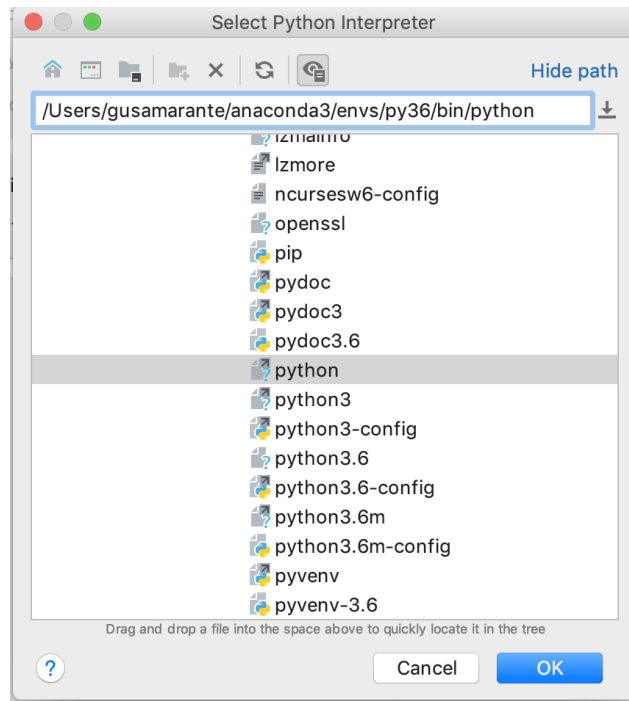 Select Python Interpreter
Hide path
/Users/gusamarante/anaconda3/envs/py36/bin/python
lzmainfo
lzmore
ncursesw6-config
openssl
pip
pydoc
pydoc3
pydoc3.6
python
python3
python3-config
python3.6
python3.6-config
python3.6m
python3.6m-config
pyvenv
pyvenv-3.6
Drag and drop a file into the space above to quickly locate it in the tree
?
Cancel
OK